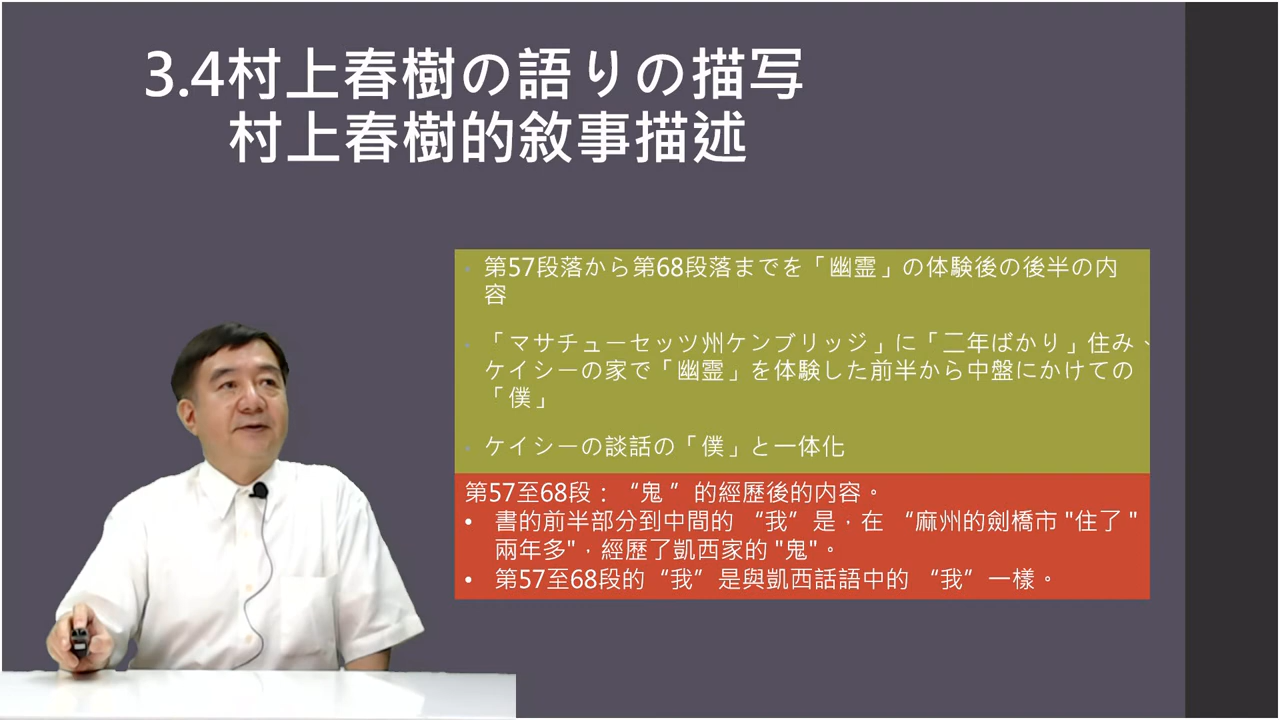 3.4村上春樹の語りの描写
村上春樹的敘事描述
第57段落から第68段落までを「幽霊」の体験後の後半の内
容
「マサチューセッツ州ケンブリッジ」に「二年ばかり」住み、
ケイシーの家で「幽霊」を体験した前半から中盤にかけての
「僕」
ケイシーの談話の「僕」と一体化
第57至68段：“鬼 ”的經歷後的内容。
• 書的前半部分到中間的 “我” 是，在 “麻州的劍橋市 "住了 "
兩年多"，經歷了凱西家的 "鬼"。
• 第57至68段的“我” 是與凱西話語中的 “我” 一樣。